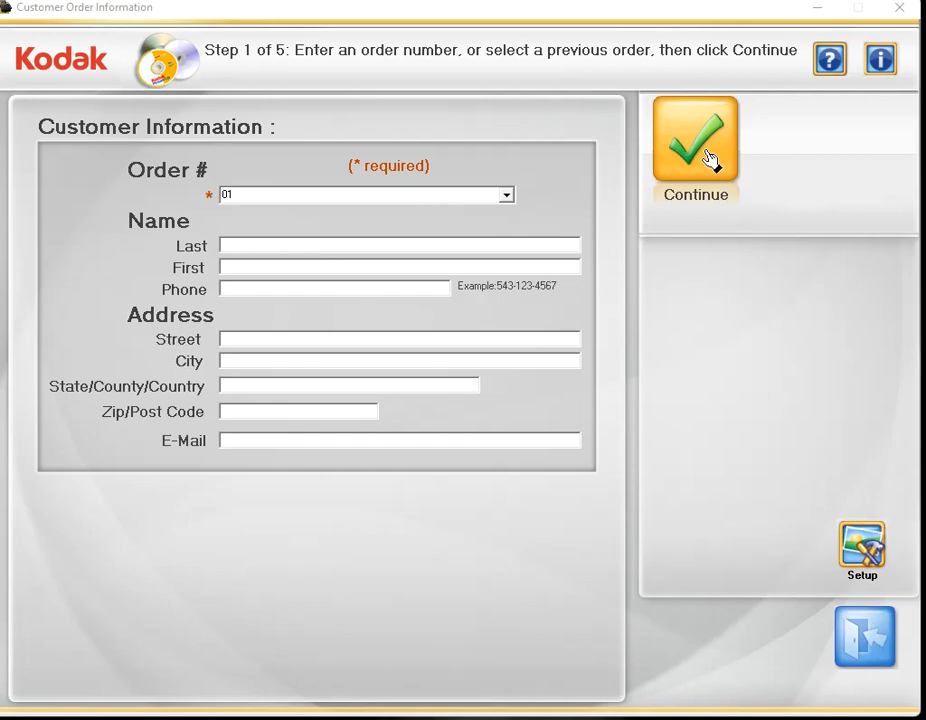 Customer Order Information
Kodak
Step 1 of 5: Enter an order number, or select a previous order, then click Continue
Customer Information :
Order #
(* required)
* 01
Name
Last
First
Phone
Example:543-123-4567
Address
Street
City
State/County/Country
Zip/Post Code
E-Mail
Continue
Setup